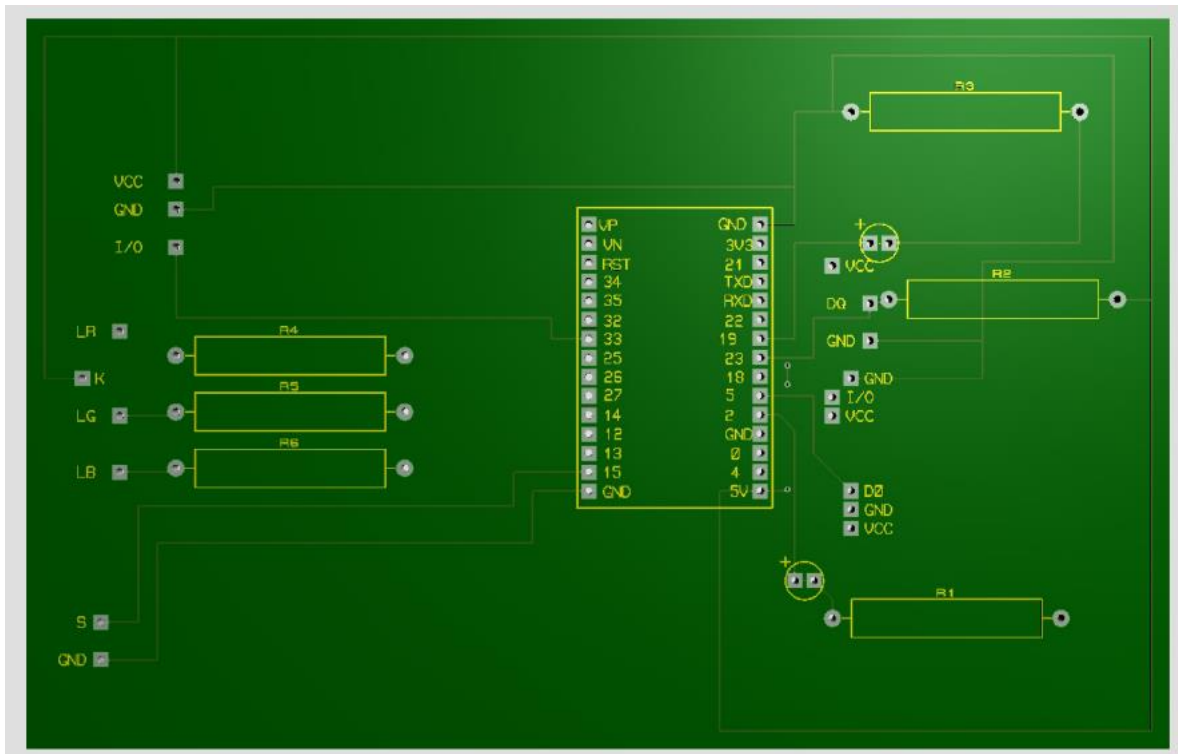 R3
VCC
GND
I/O
VP
VN
RST
34
35
32
33
25
26
27
14
12
13
15
GND
GND
3V3
21
TXD
RXD
22
19
23
18
5
2
GND
0
4
5V
+
VCC
R2
DQ
GND
GND
I/O
VCC
LR
R4
K
R5
LG
R6
LB
D0
GND
VCC
+
R1
S
GND